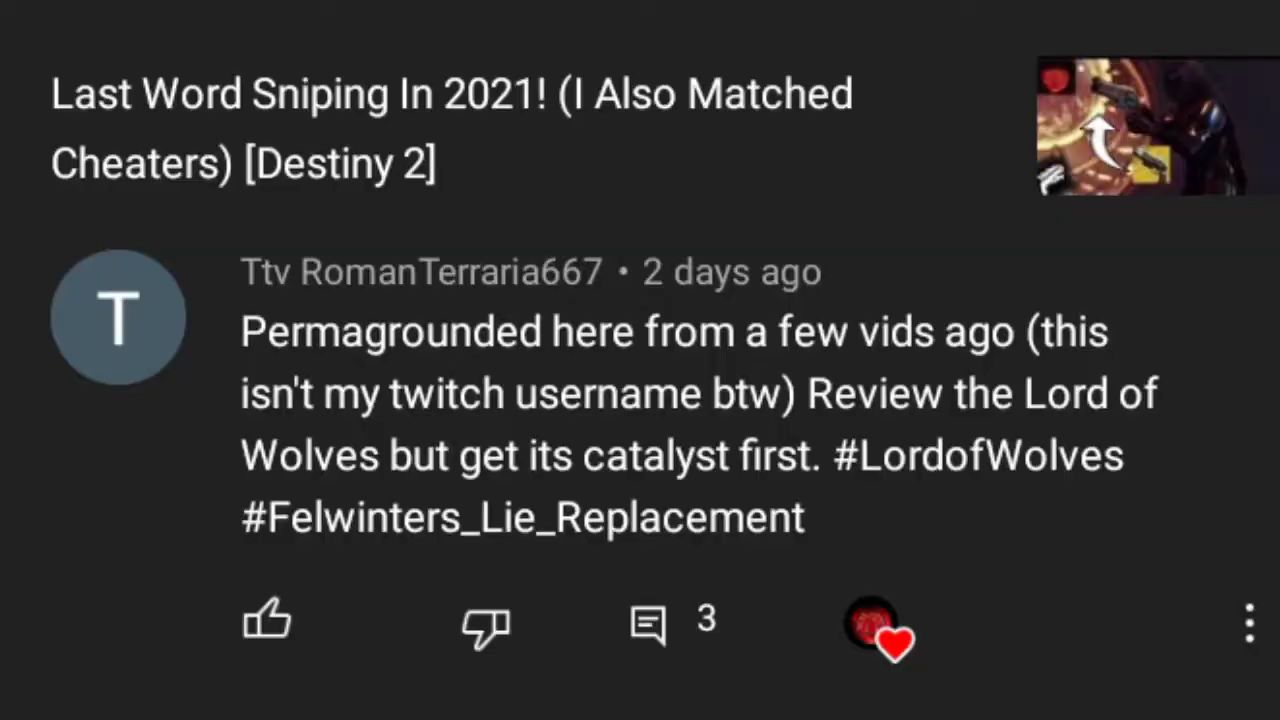 Last Word Sniping In 2021! (I Also Matched
Cheaters) [Destiny 2]
T
Ttv RomanTerraria667 • 2 days ago
Permagrounded here from a few vids ago (this
isn't my twitch username btw) Review the Lord of
Wolves but get its catalyst first. #LordofWolves
#Felwinters_Lie_Replacement
3